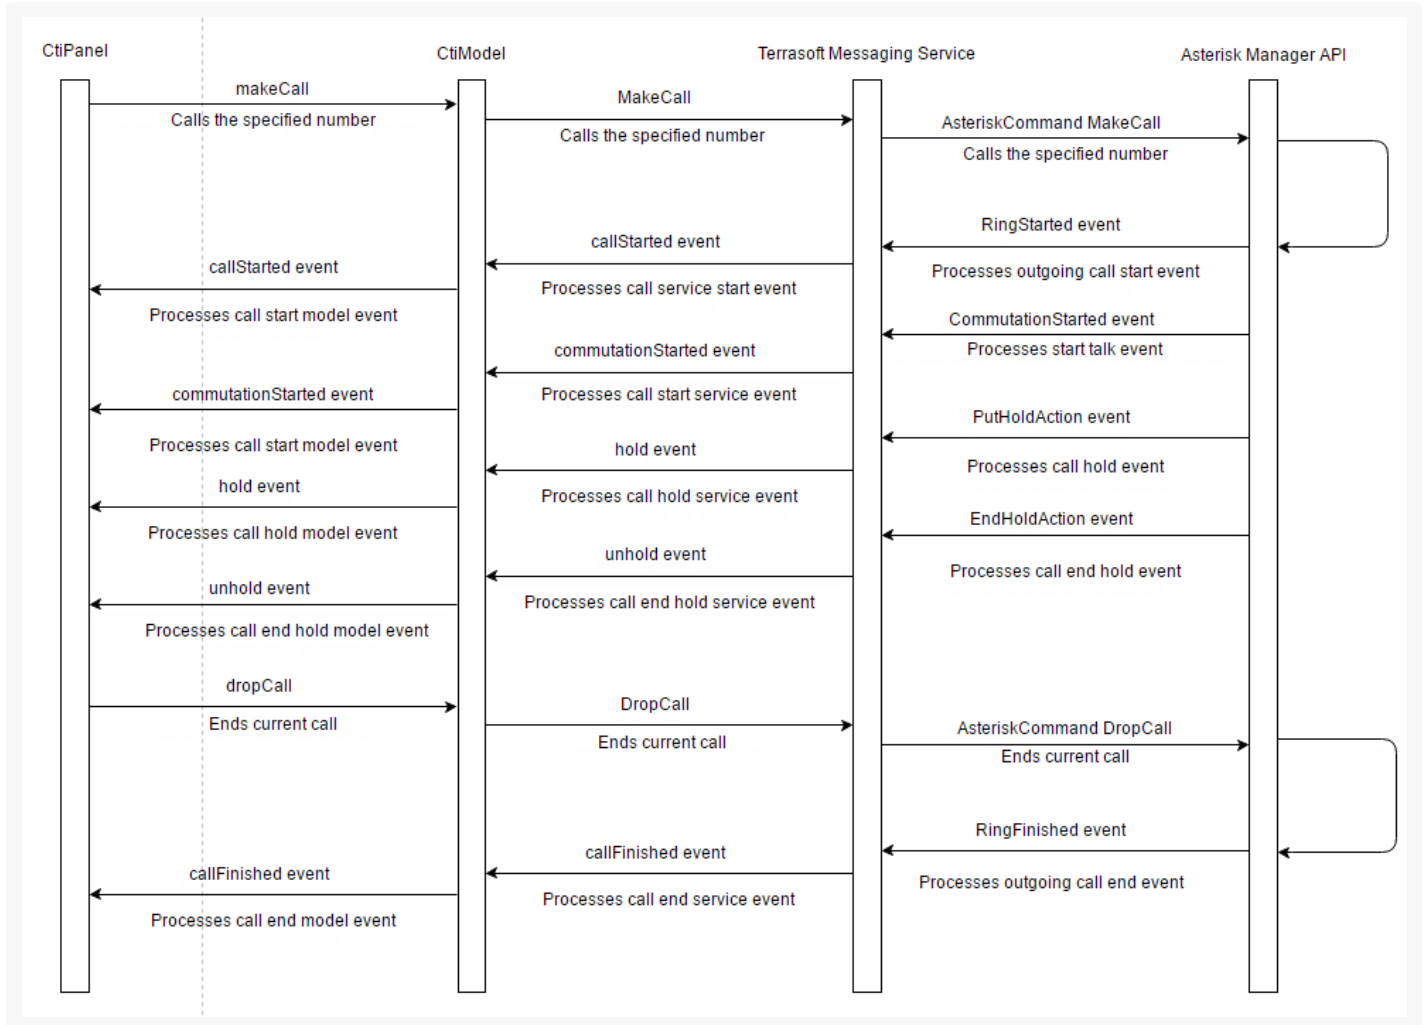 CtiPanel
CtiModel
Terrasoft Messaging Service
Asterisk Manager API
makeCall
Calls the specified number
MakeCall
Calls the specified number
AsteriskCommand MakeCall
Calls the specified number
RingStarted event
Processes outgoing call start event
callStarted event
Processes call service start event
callStarted event
Processes call start model event
CommutationStarted event
Processes start talk event
commutationStarted event
Processes call start service event
commutationStarted event
Processes call start model event
PutHoldAction event
Processes call hold event
hold event
Processes call hold service event
hold event
Processes call hold model event
EndHoldAction event
Processes call end hold event
unhold event
Processes call end hold service event
unhold event
Processes call end hold model event
dropCall
Ends current call
DropCall
Ends current call
AsteriskCommand DropCall
Ends current call
RingFinished event
Processes outgoing call end event
callFinished event
Processes call end service event
callFinished event
Processes call end model event